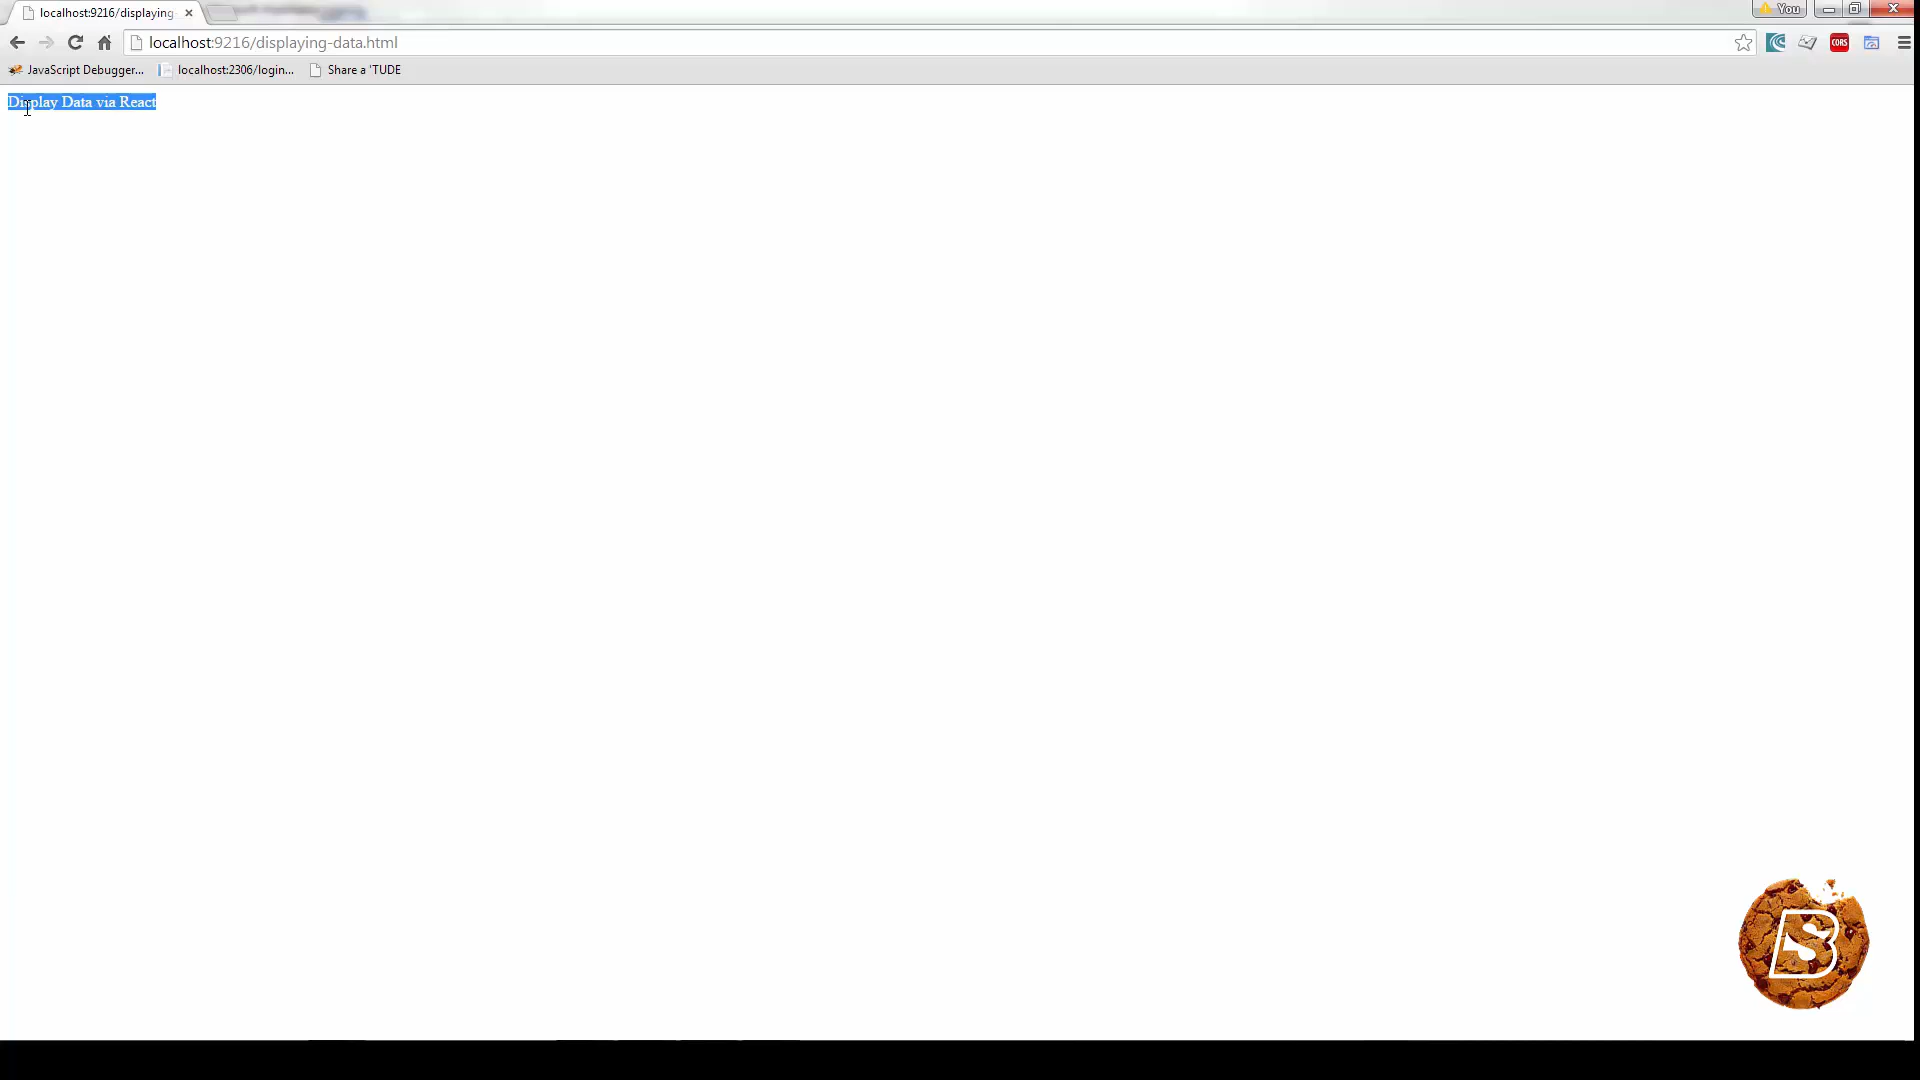 localhost:9216/displaying
You
localhost:9216/displaying-data.html
CORS
JavaScript Debugger...
localhost:2306/login...
Share a 'TUDE
Display Data via React
B